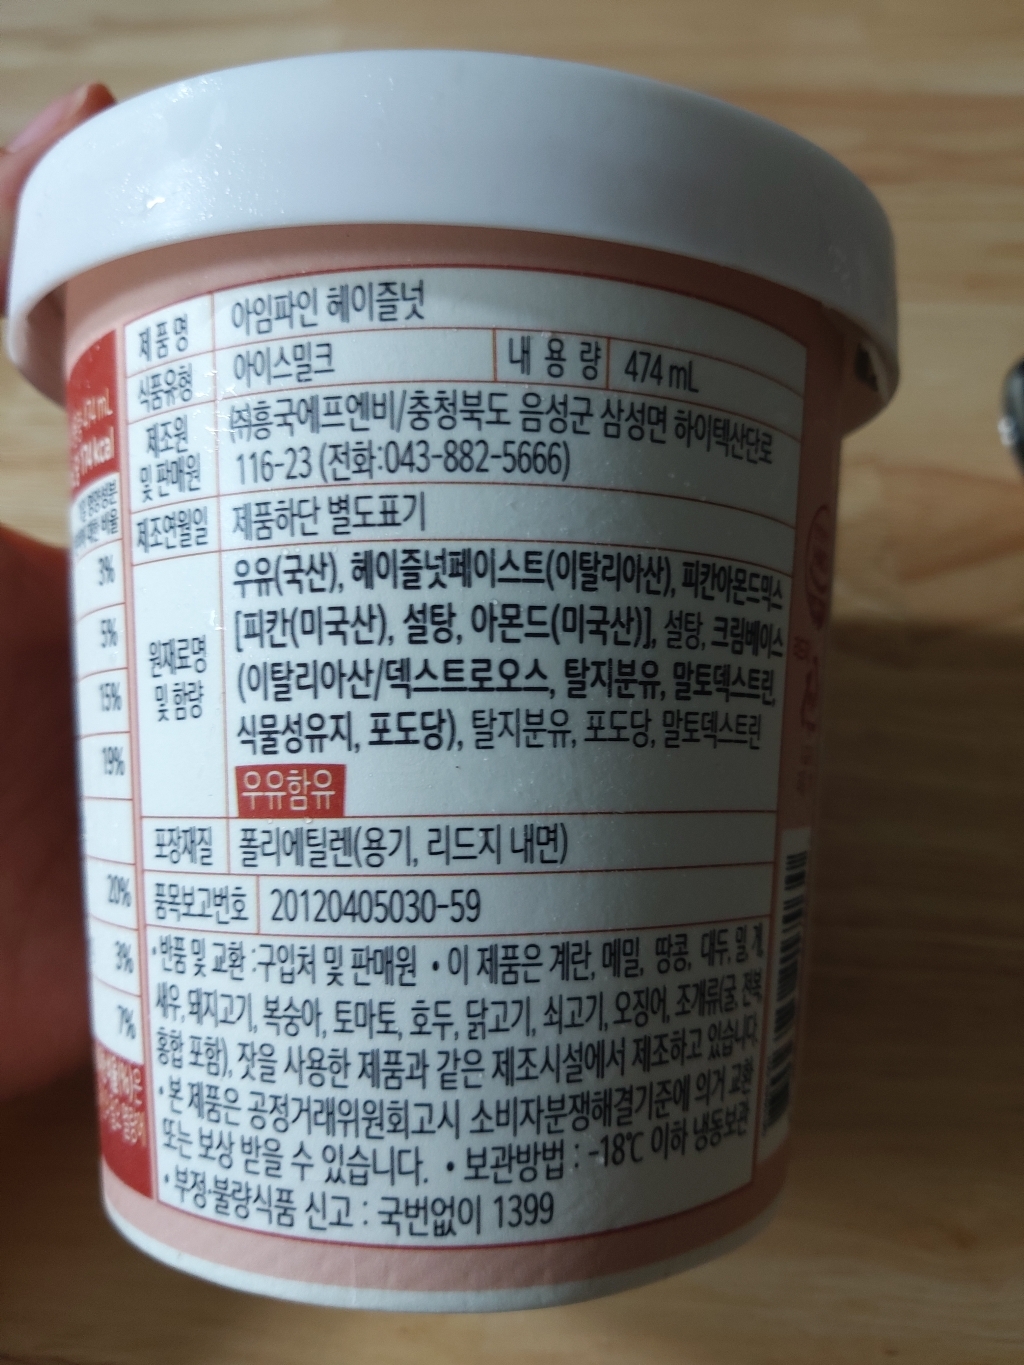 제품명 아임파인 헤이즐넛
식품유형 아이스밀크 내용량 474 mL
제조원 및 판매원 ㈜흥국에프엔비/충청북도 음성군 삼성면 하이텍산단로
116-23 (전화:043-882-5666)
제조연월일 제품하단 별도표기
원재료명 및 함량 우유(국산), 헤이즐넛페이스트(이탈리아산), 피칸아몬드믹스
[피칸(미국산), 설탕, 아몬드(미국산)], 설탕, 크림베이스
(이탈리아산/덱스트로오스, 탈지분유, 말토덱스트린,
식물성유지, 포도당), 탈지분유, 포도당, 말토덱스트린
우유함유
포장재질 폴리에틸렌(용기, 리드지 내면)
품목보고번호 20120405030-59
•반품 및 교환 :구입처 및 판매원 •이 제품은 계란, 메밀, 땅콩, 대두, 밀, 게,
새우, 돼지고기, 복숭아, 토마토, 호두, 닭고기, 쇠고기, 오징어, 조개류(굴, 전복,
홍합 포함), 잣을 사용한 제품과 같은 제조시설에서 제조하고 있습니다.
•본 제품은 공정거래위원회고시 소비자분쟁해결기준에 의거 교환
또는 보상 받을 수 있습니다. •보관방법 : -18℃ 이하 냉동보관
•부정·불량식품 신고 : 국번없이 1399
474 mL
kcal
3%
5%
15%
19%
20%
3%
7%